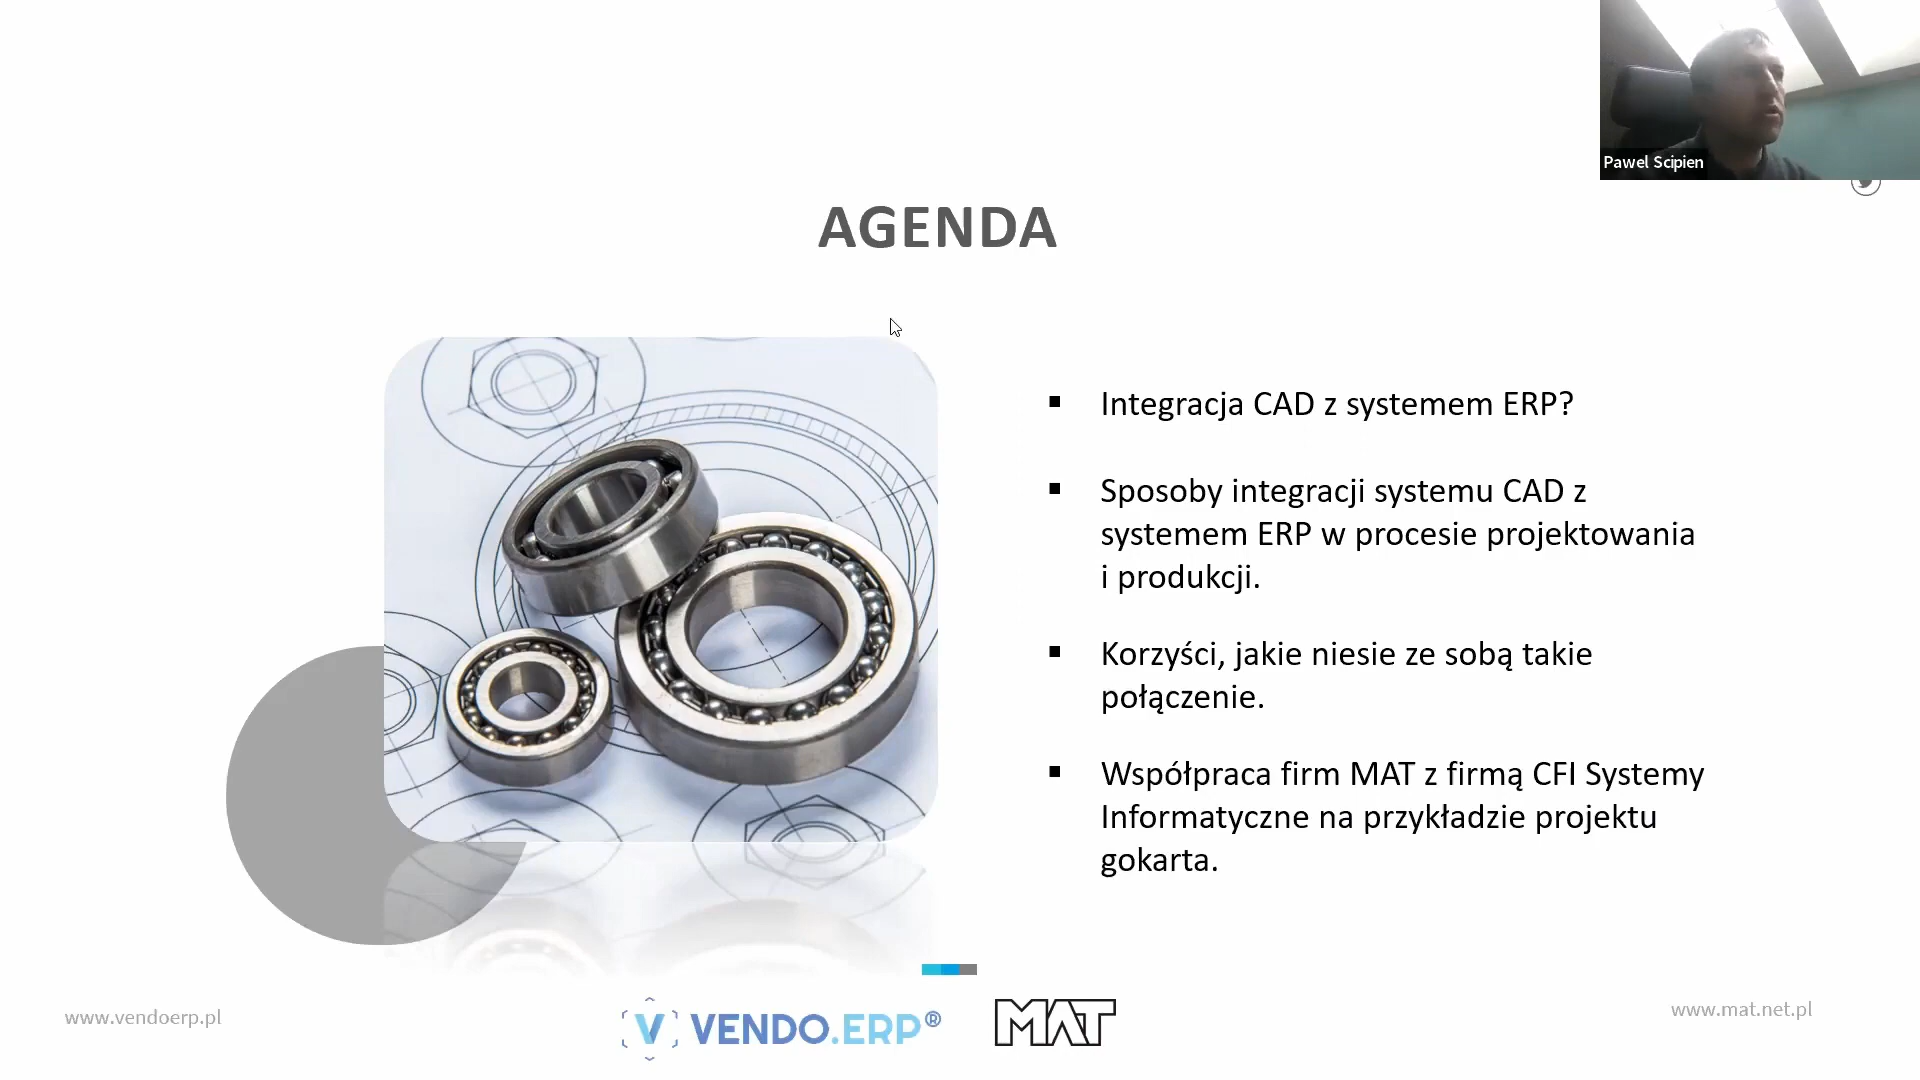 Pawel Scipien
AGENDA
Integracja CAD z systemem ERP?
Sposoby integracji systemu CAD z
systemem ERP w procesie projektowania
i produkcji.
Korzyści, jakie niesie ze sobą takie
połączenie.
Współpraca firm MAT z firmą CFI Systemy
Informatyczne na przykładzie projektu
gokarta.
www.vendoerp.pl
V VENDO.ERP®
MAT
www.mat.net.pl